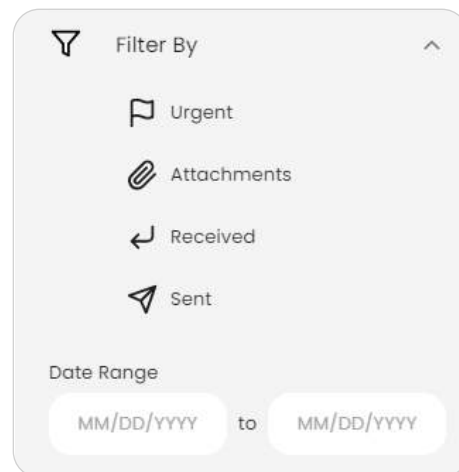 Filter By
Urgent
Attachments
Received
Sent
Date Range
MM/DD/YYYY to MM/DD/YYYY